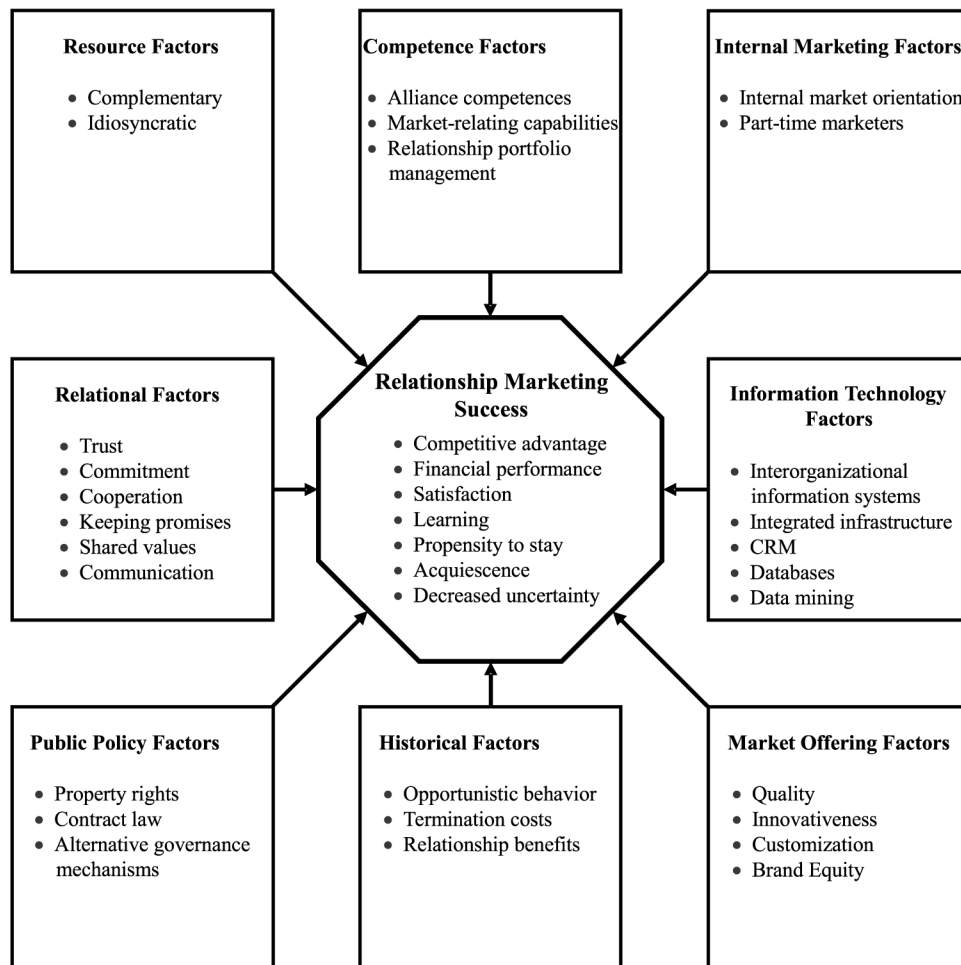 Resource Factors
• Complementary
• Idiosyncratic
Competence Factors
• Alliance competences
• Market-relating capabilities
• Relationship portfolio
management
Internal Marketing Factors
• Internal market orientation
• Part-time marketers
Relational Factors
• Trust
• Commitment
• Cooperation
• Keeping promises
• Shared values
• Communication
Relationship Marketing
Success
• Competitive advantage
• Financial performance
• Satisfaction
• Learning
• Propensity to stay
• Acquiescence
• Decreased uncertainty
Information Technology
Factors
• Interorganizational
information systems
• Integrated infrastructure
• CRM
• Databases
• Data mining
Public Policy Factors
• Property rights
• Contract law
• Alternative governance
mechanisms
Historical Factors
• Opportunistic behavior
• Termination costs
• Relationship benefits
Market Offering Factors
• Quality
• Innovativeness
• Customization
• Brand Equity